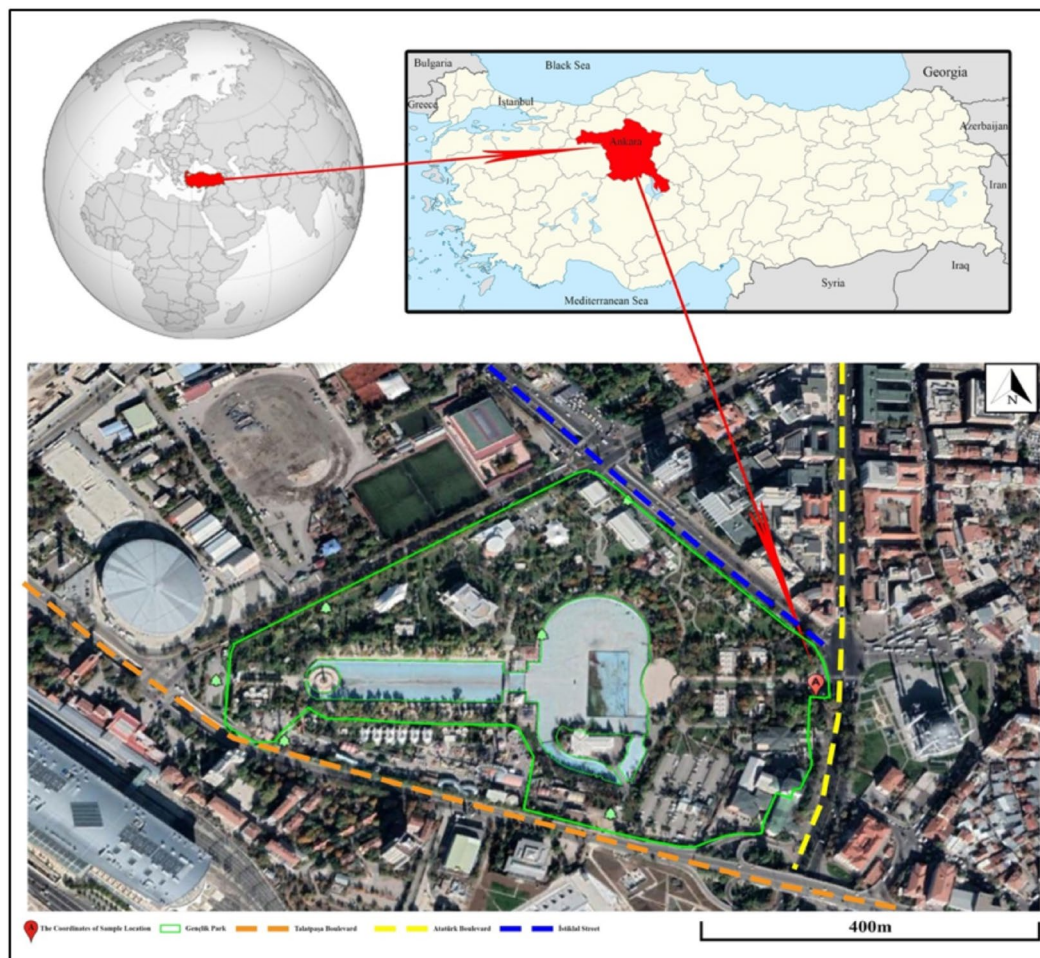 Bulgaria
Black Sea
Georgia
Greece
İstanbul
Azerbaijan
Ankara
Iran
Iraq
Syria
Mediterranean Sea
N
A
A The Coordinates of Sample Location Gençlik Park Talatpaşa Boulevard Atatürk Boulevard İstiklal Street
400m